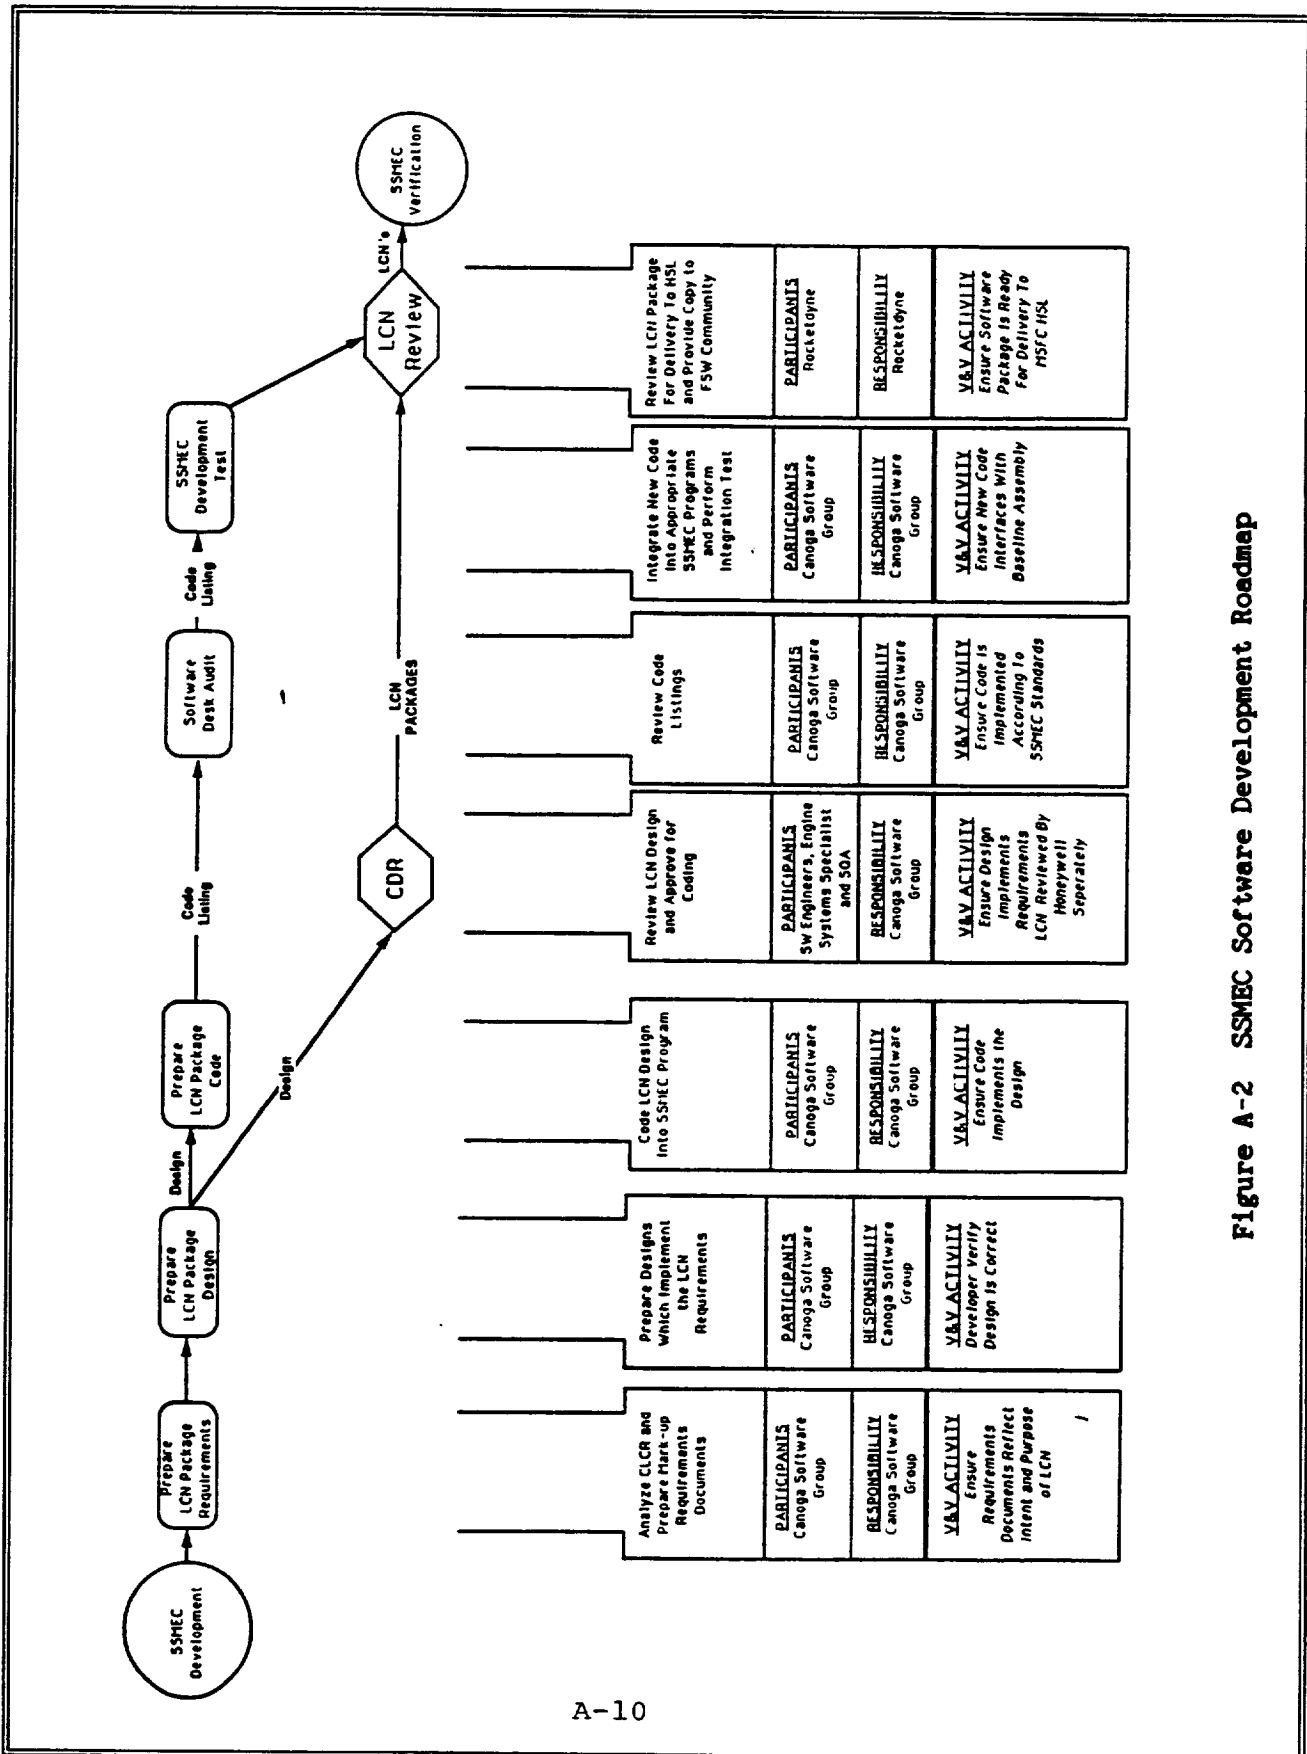 SSMEC
Development
Prepare
LCN Package
Requirements
Prepare
LCN Package
Design
Design
Design
Prepare
LCN Package
Code
Code
Listing
Software
Desk Audit
Code
Listing
SSMEC
Development
Test
CDR
LCN
PACKAGES
LCN
Review
LCN's
SSMEC
Verification
Analyze CLCR and
Prepare Mark-up
Requirements
Documents
PARTICIPANTS
Canoga Software
Group
RESPONSIBILITY
Canoga Software
Group
V&V ACTIVITY
Ensure
Requirements
Documents Reflect
Intent and Purpose
of LCN
Prepare Designs
Which Implement
the LCN
Requirements
PARTICIPANTS
Canoga Software
Group
RESPONSIBILITY
Canoga Software
Group
V&V ACTIVITY
Developer Verify
Design Is Correct
Code LCN Design
Into SSMEC Program
PARTICIPANTS
Canoga Software
Group
RESPONSIBILITY
Canoga Software
Group
V&V ACTIVITY
Ensure Code
Implements the
Design
Review LCN Design
and Approve for
Coding
PARTICIPANTS
SW Engineers, Engine
Systems Specialist
and SQA
RESPONSIBILITY
Canoga Software
Group
V&V ACTIVITY
Ensure Design
Implements
Requirements
LCN Reviewed By
Honeywell
Seperately
Review Code
Listings
PARTICIPANTS
Canoga Software
Group
RESPONSIBILITY
Canoga Software
Group
V&V ACTIVITY
Ensure Code Is
Implemented
According To
SSMEC Standards
Integrate New Code
Into Appropriate
SSMEC Programs
and Perform
Integration Test
PARTICIPANTS
Canoga Software
Group
RESPONSIBILITY
Canoga Software
Group
V&V ACTIVITY
Ensure New Code
Interfaces With
Baseline Assembly
Review LCN Package
For Delivery To HSL
and Provide Copy to
FSW Community
PARTICIPANTS
Rocketdyne
RESPONSIBILITY
Rocketdyne
V&V ACTIVITY
Ensure Software
Package Is Ready
For Delivery To
MSFC HSL
Figure A-2 SSMEC Software Development Roadmap
A-10